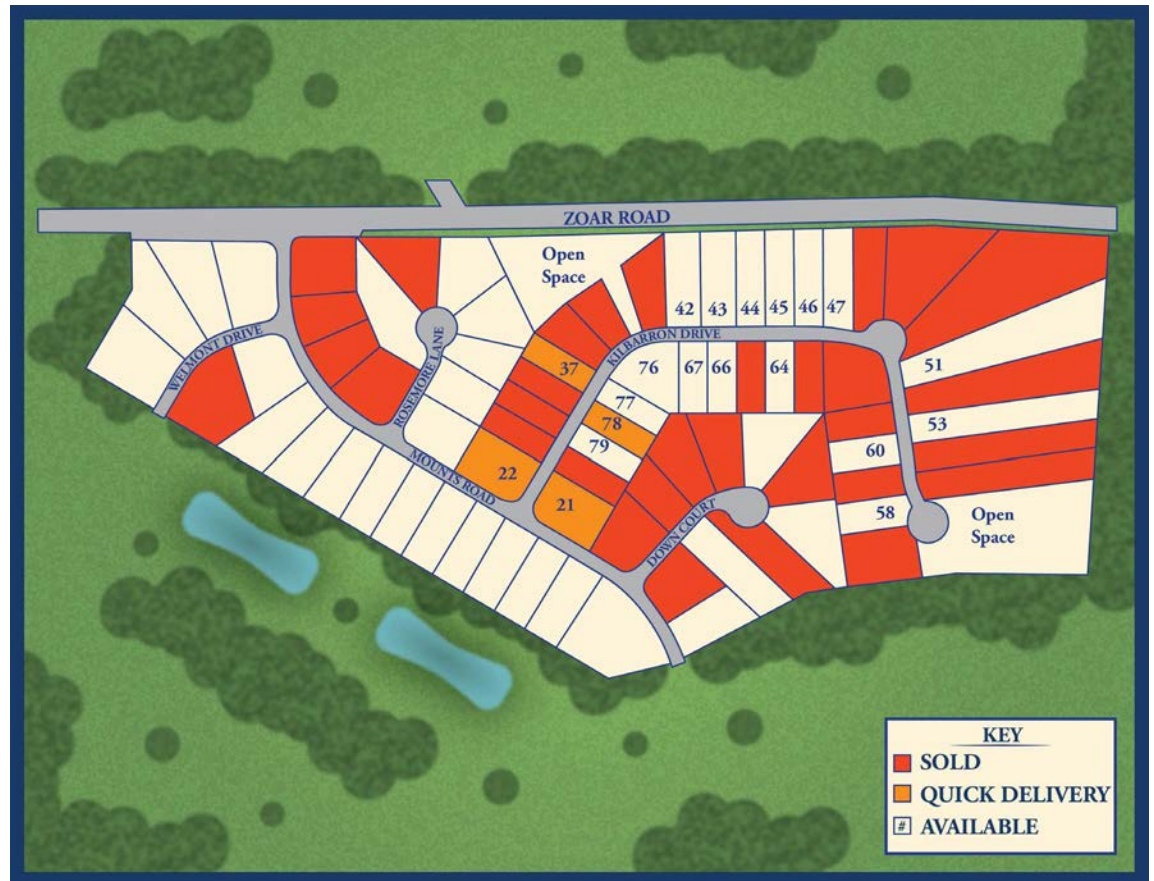 ZOAR ROAD
Open
Space
42
43
44
45
46
47
WELMONT DRIVE
ROSEMORE LANE
KILBARRON DRIVE
37
76
67
66
64
51
77
78
79
53
60
22
MOUNTS ROAD
21
DOWN COURT
58
Open
Space
KEY
SOLD
QUICK DELIVERY
# AVAILABLE